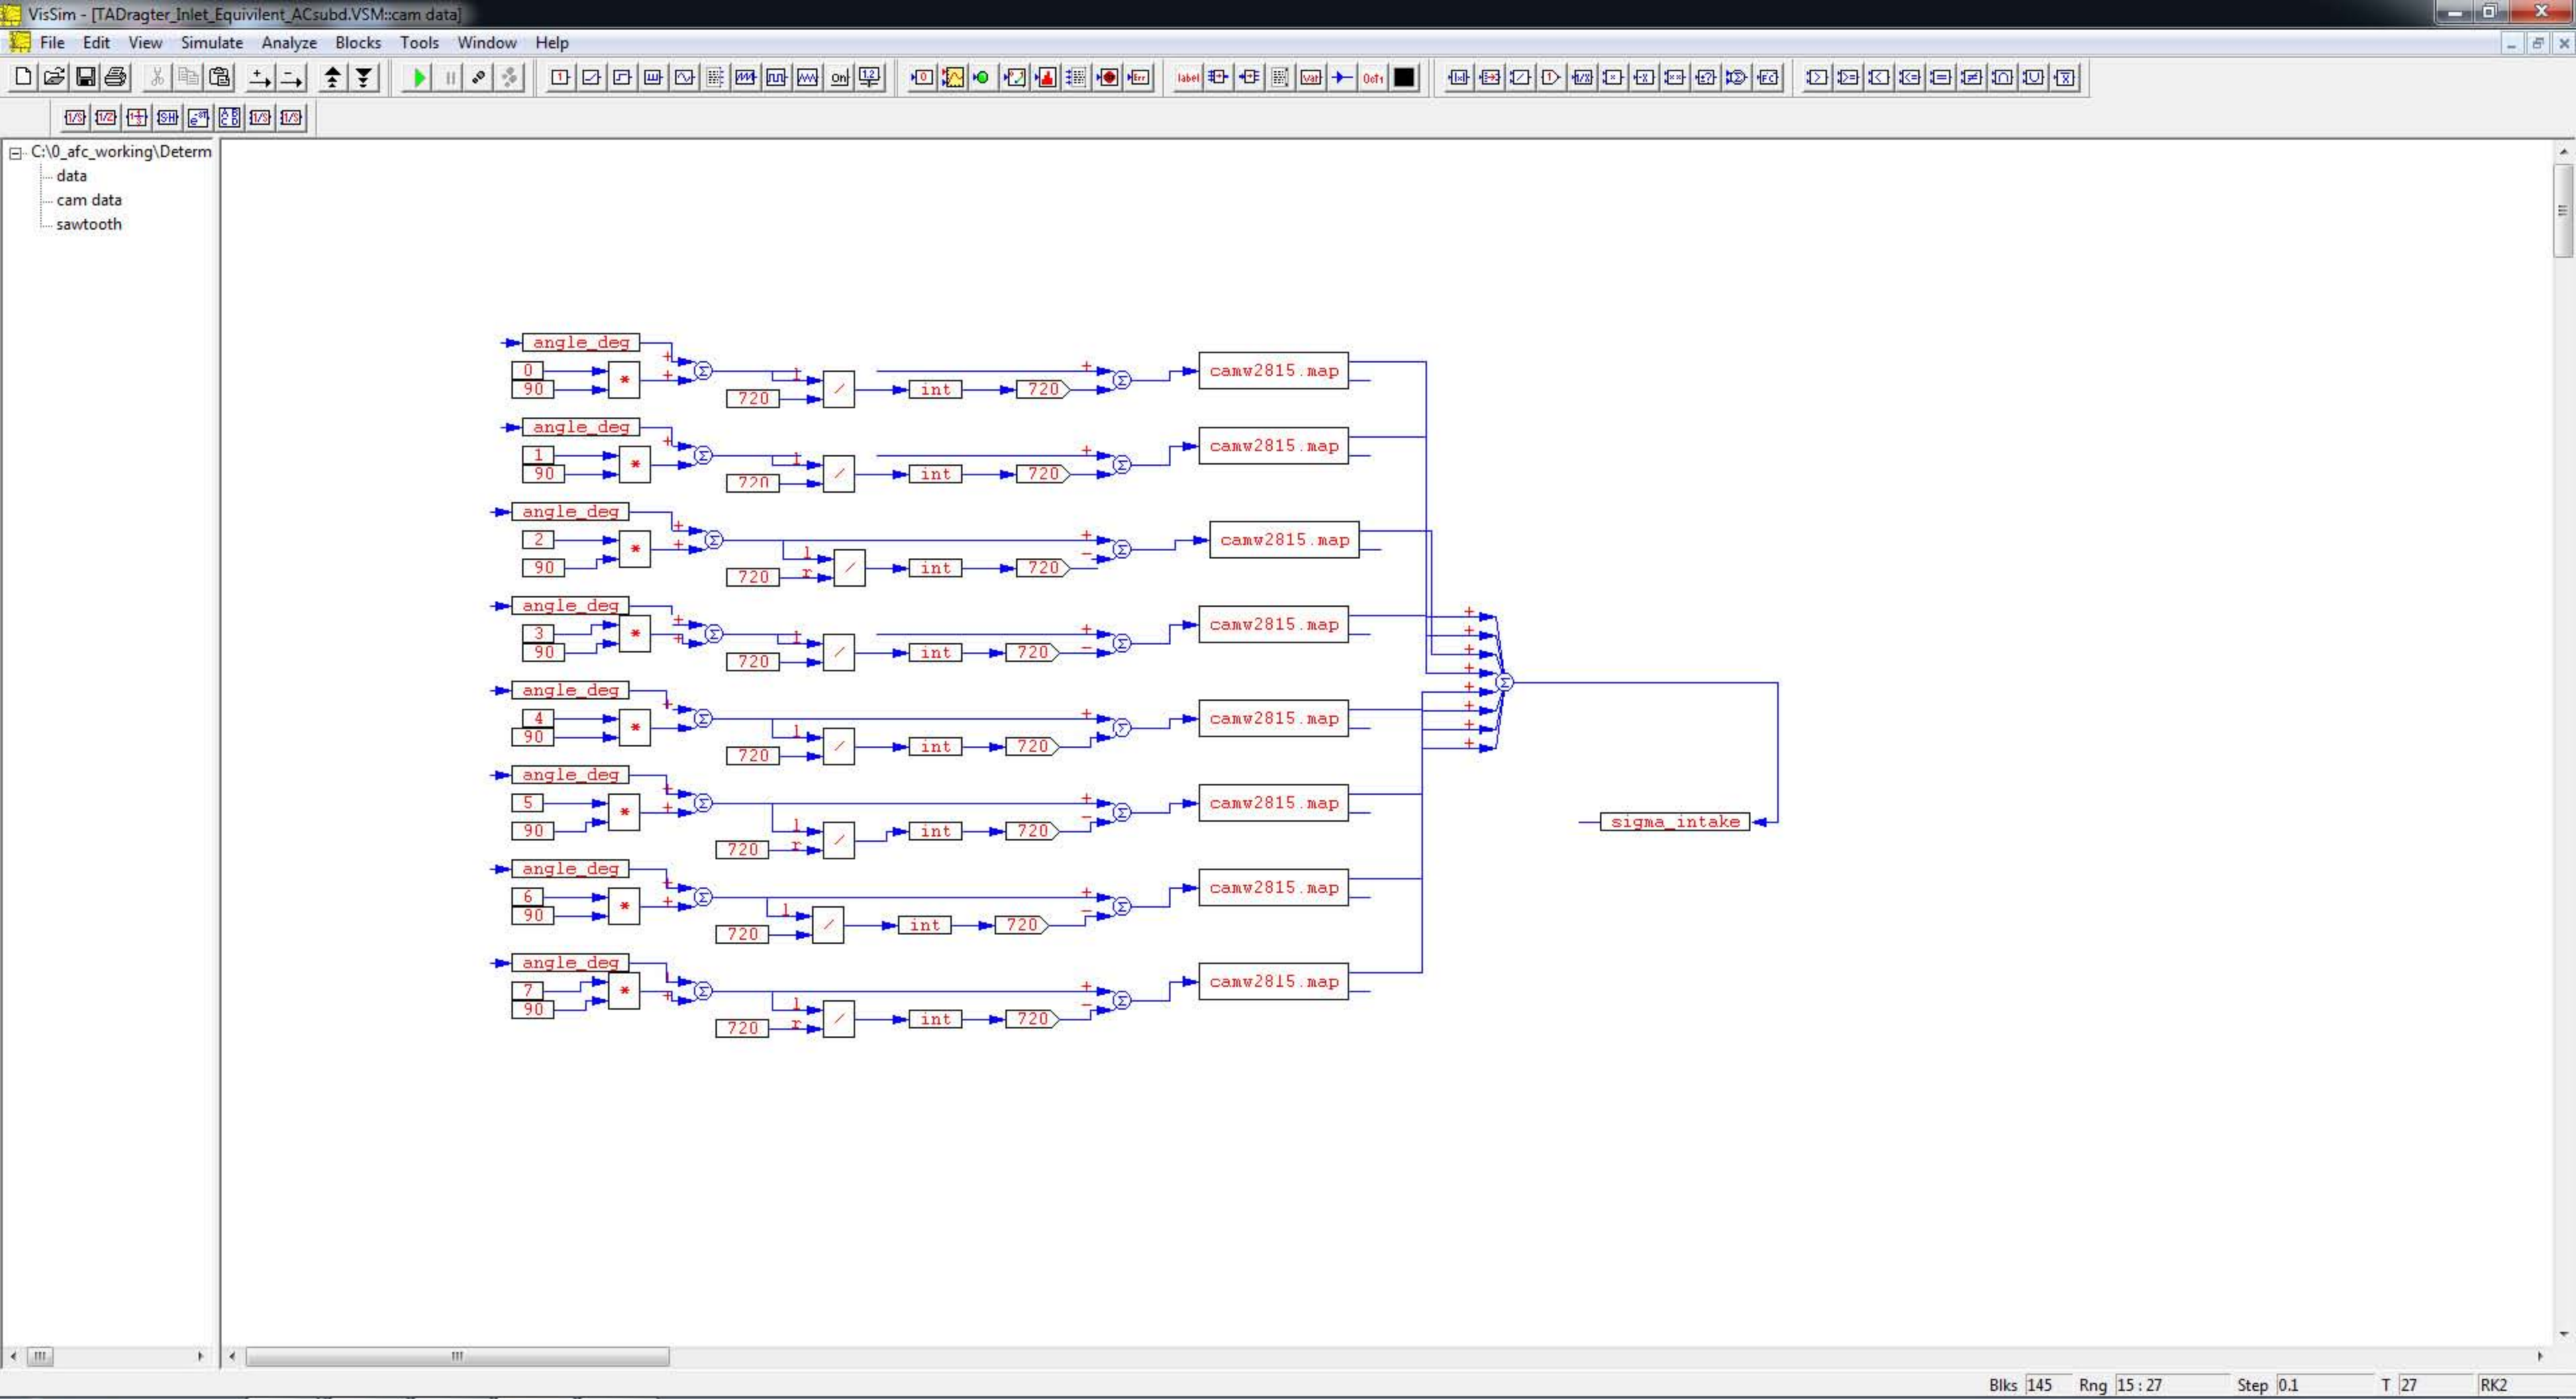 VisSim - [TADragter_Inlet_Equivilent_ACsubd.VSM::cam data]
File Edit View Simulate Analyze Blocks Tools Window Help
C:\0_afc_working\Determ
data
cam data
sawtooth
angle_deg
0
90
*
720
l
/
int
720
camw2815.map
angle_deg
1
90
*
720
l
/
int
720
camw2815.map
angle_deg
2
90
*
720
l
r
/
int
720
camw2815.map
angle_deg
3
90
*
720
l
/
int
720
camw2815.map
angle_deg
4
90
*
720
l
/
int
720
camw2815.map
sigma_intake
angle_deg
5
90
*
720
l
r
/
int
720
camw2815.map
angle_deg
6
90
*
720
l
/
int
720
camw2815.map
angle_deg
7
90
*
720
l
r
/
int
720
camw2815.map
Blks 145 Rng 15:27 Step 0.1 T 27 RK2